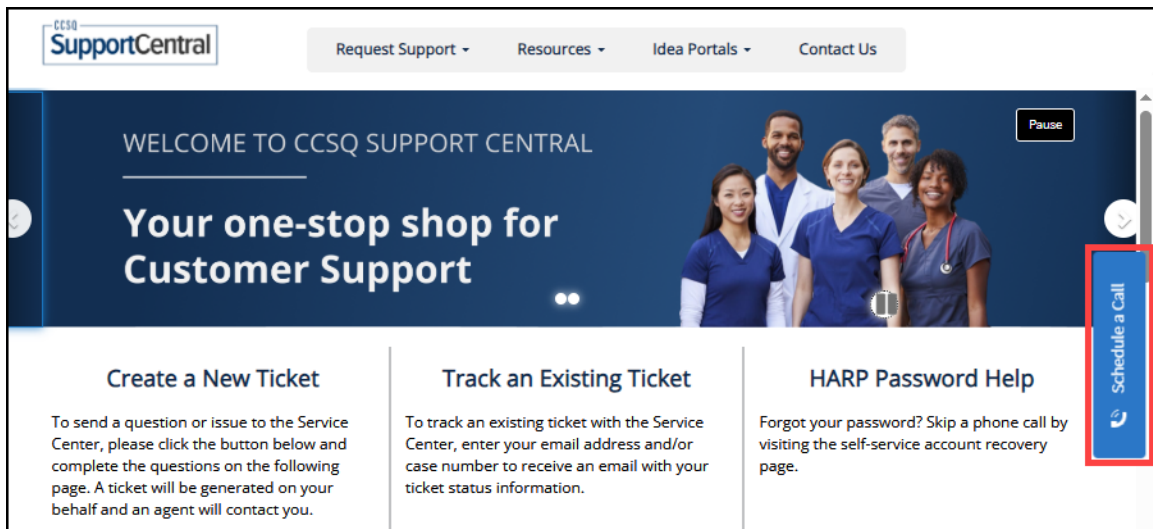 CCSQ
SupportCentral
Request Support
Resources
Idea Portals
Contact Us
WELCOME TO CCSQ SUPPORT CENTRAL
Pause
Your one-stop shop for
Customer Support
Schedule a Call
Create a New Ticket
To send a question or issue to the Service
Center, please click the button below and
complete the questions on the following
page. A ticket will be generated on your
behalf and an agent will contact you.
Track an Existing Ticket
To track an existing ticket with the Service
Center, enter your email address and/or
case number to receive an email with your
ticket status information.
HARP Password Help
Forgot your password? Skip a phone call by
visiting the self-service account recovery
page.